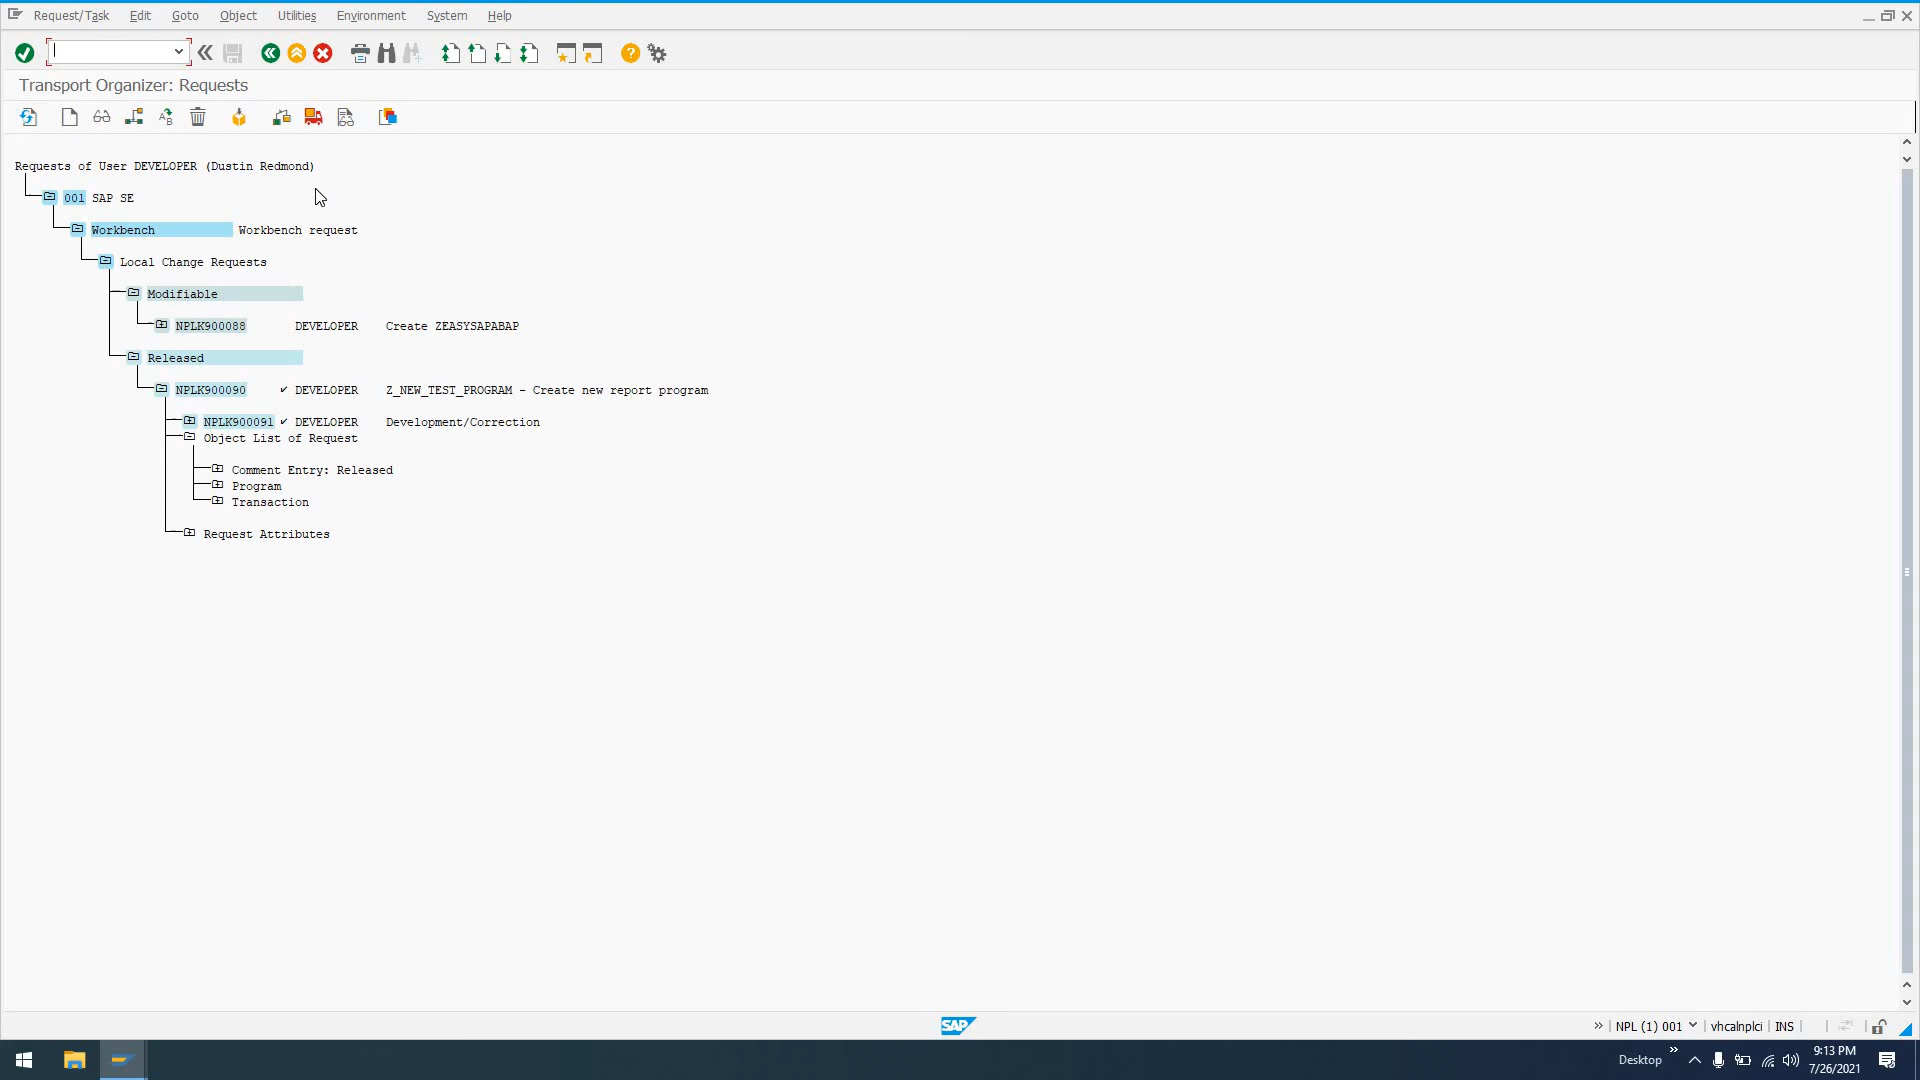 Request/Task Edit Goto Object Utilities Environment System Help
Transport Organizer: Requests
Requests of User DEVELOPER (Dustin Redmond)
001 SAP SE
Workbench Workbench request
Local Change Requests
Modifiable
NPLK900088 DEVELOPER Create ZEASYSAPABAP
Released
NPLK900090 ✔ DEVELOPER Z_NEW_TEST_PROGRAM - Create new report program
NPLK900091 ✔ DEVELOPER Development/Correction
Object List of Request
Comment Entry: Released
Program
Transaction
Request Attributes
SAP
» NPL (1) 001 vhcalnplci INS
Desktop »
9:13 PM
7/26/2021